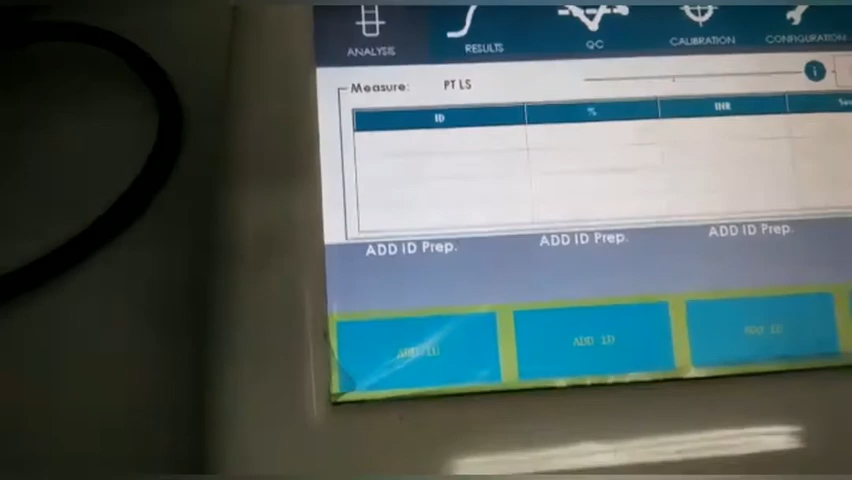 ANALYSIS RESULTS QC CALIBRATION CONFIGURATION
Measure: PT LS i
ID % INR
ADD ID Prep. ADD ID Prep. ADD ID Prep.
ADD ID ADD ID ADD ID